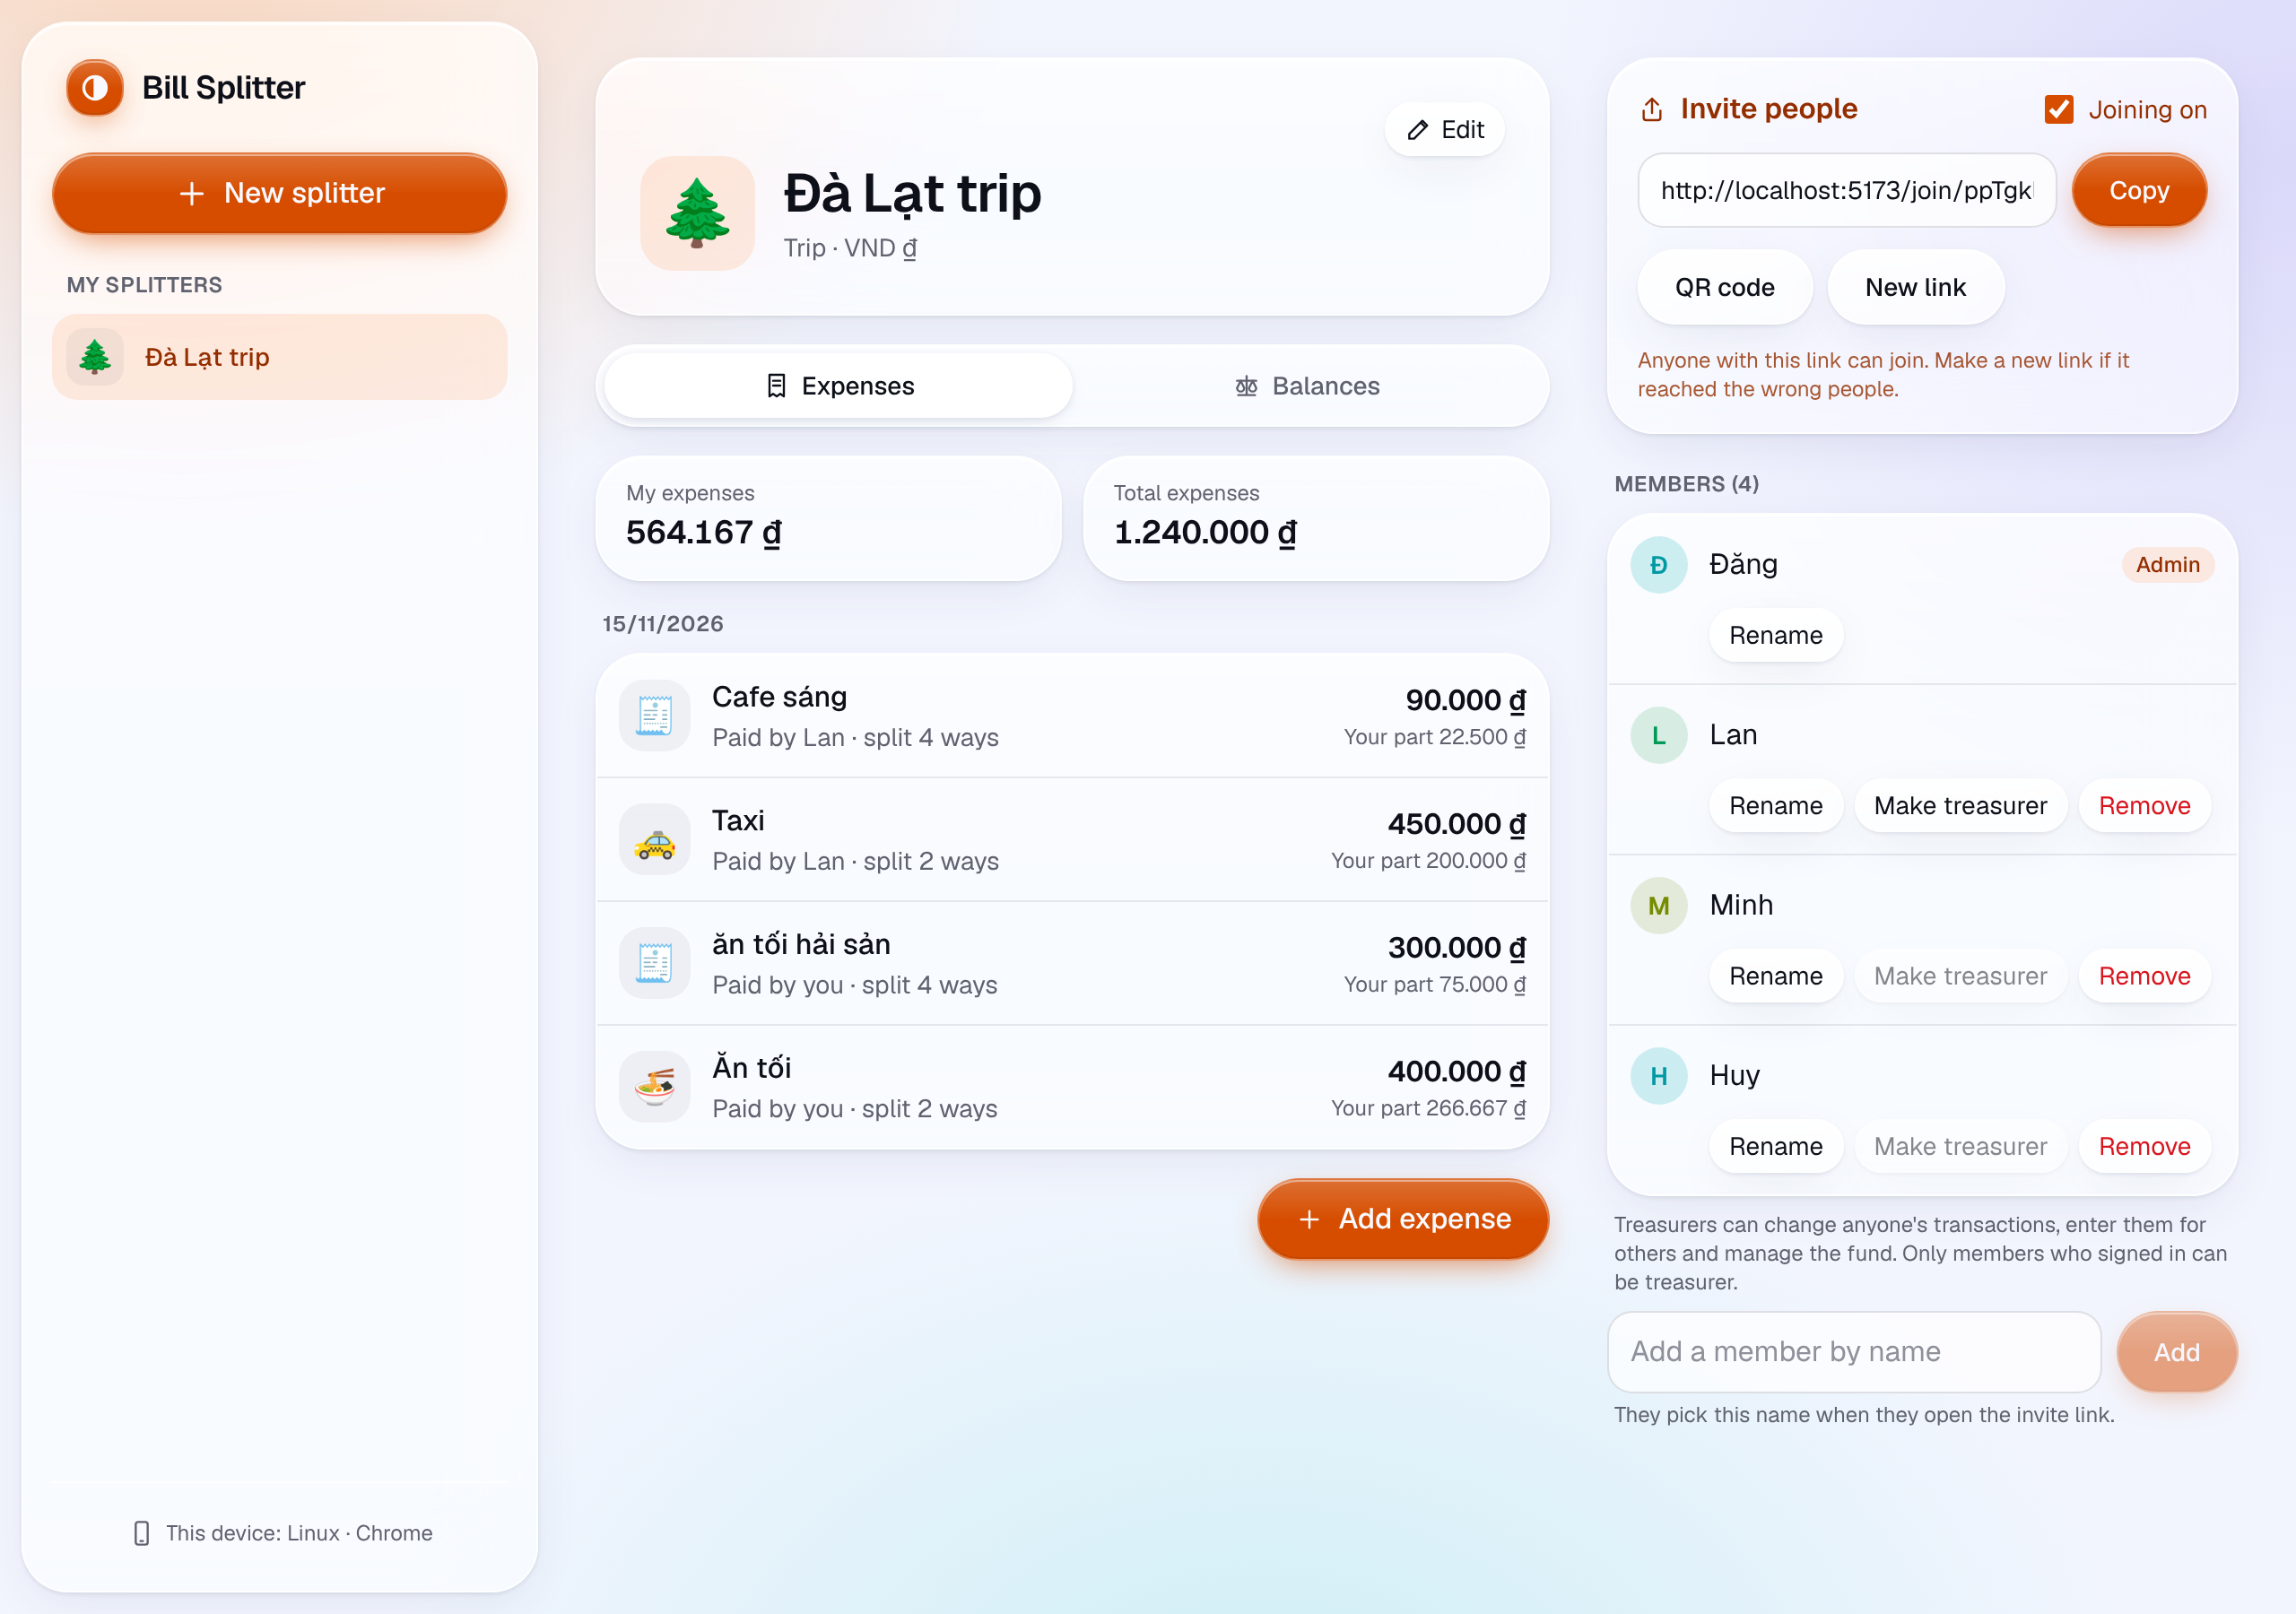 Bill Splitter
New splitter
MY SPLITTERS
Đà Lạt trip
This device: Linux · Chrome
Edit
Đà Lạt trip
Trip · VND ₫
Expenses
Balances
My expenses
564.167 ₫
Total expenses
1.240.000 ₫
15/11/2026
Cafe sáng
90.000 ₫
Paid by Lan · split 4 ways
Your part 22.500 ₫
Taxi
450.000 ₫
Paid by Lan · split 2 ways
Your part 200.000 ₫
ăn tối hải sản
300.000 ₫
Paid by you · split 4 ways
Your part 75.000 ₫
Ăn tối
400.000 ₫
Paid by you · split 2 ways
Your part 266.667 ₫
Add expense
Invite people
Joining on
http://localhost:5173/join/ppTgk
Copy
QR code
New link
Anyone with this link can join. Make a new link if it
reached the wrong people.
MEMBERS (4)
Đ
Đăng
Admin
Rename
L
Lan
Rename
Make treasurer
Remove
M
Minh
Rename
Make treasurer
Remove
H
Huy
Rename
Make treasurer
Remove
Treasurers can change anyone's transactions, enter them for
others and manage the fund. Only members who signed in can
be treasurer.
Add a member by name
Add
They pick this name when they open the invite link.